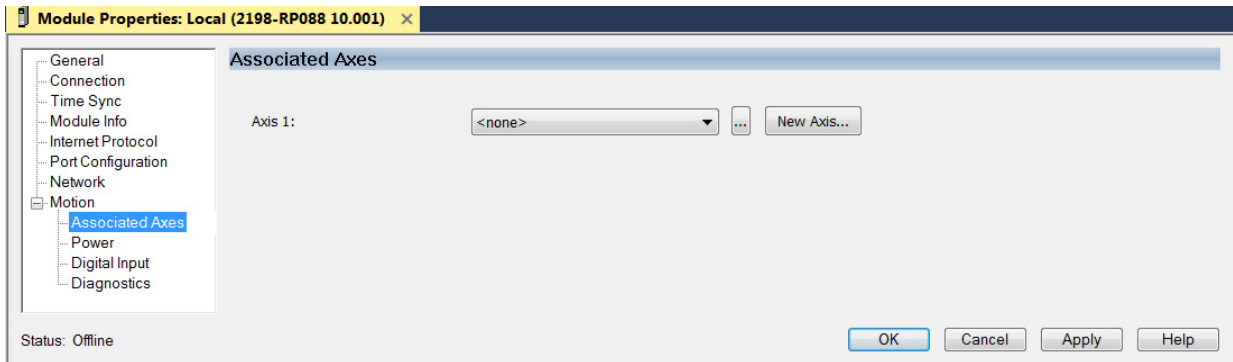 Module Properties: Local (2198-RP088 10.001) ×
General
Connection
Time Sync
Module Info
Internet Protocol
Port Configuration
Network
Motion
Associated Axes
Power
Digital Input
Diagnostics
Associated Axes
Axis 1: <none> ... New Axis...
Status: Offline
OK Cancel Apply Help